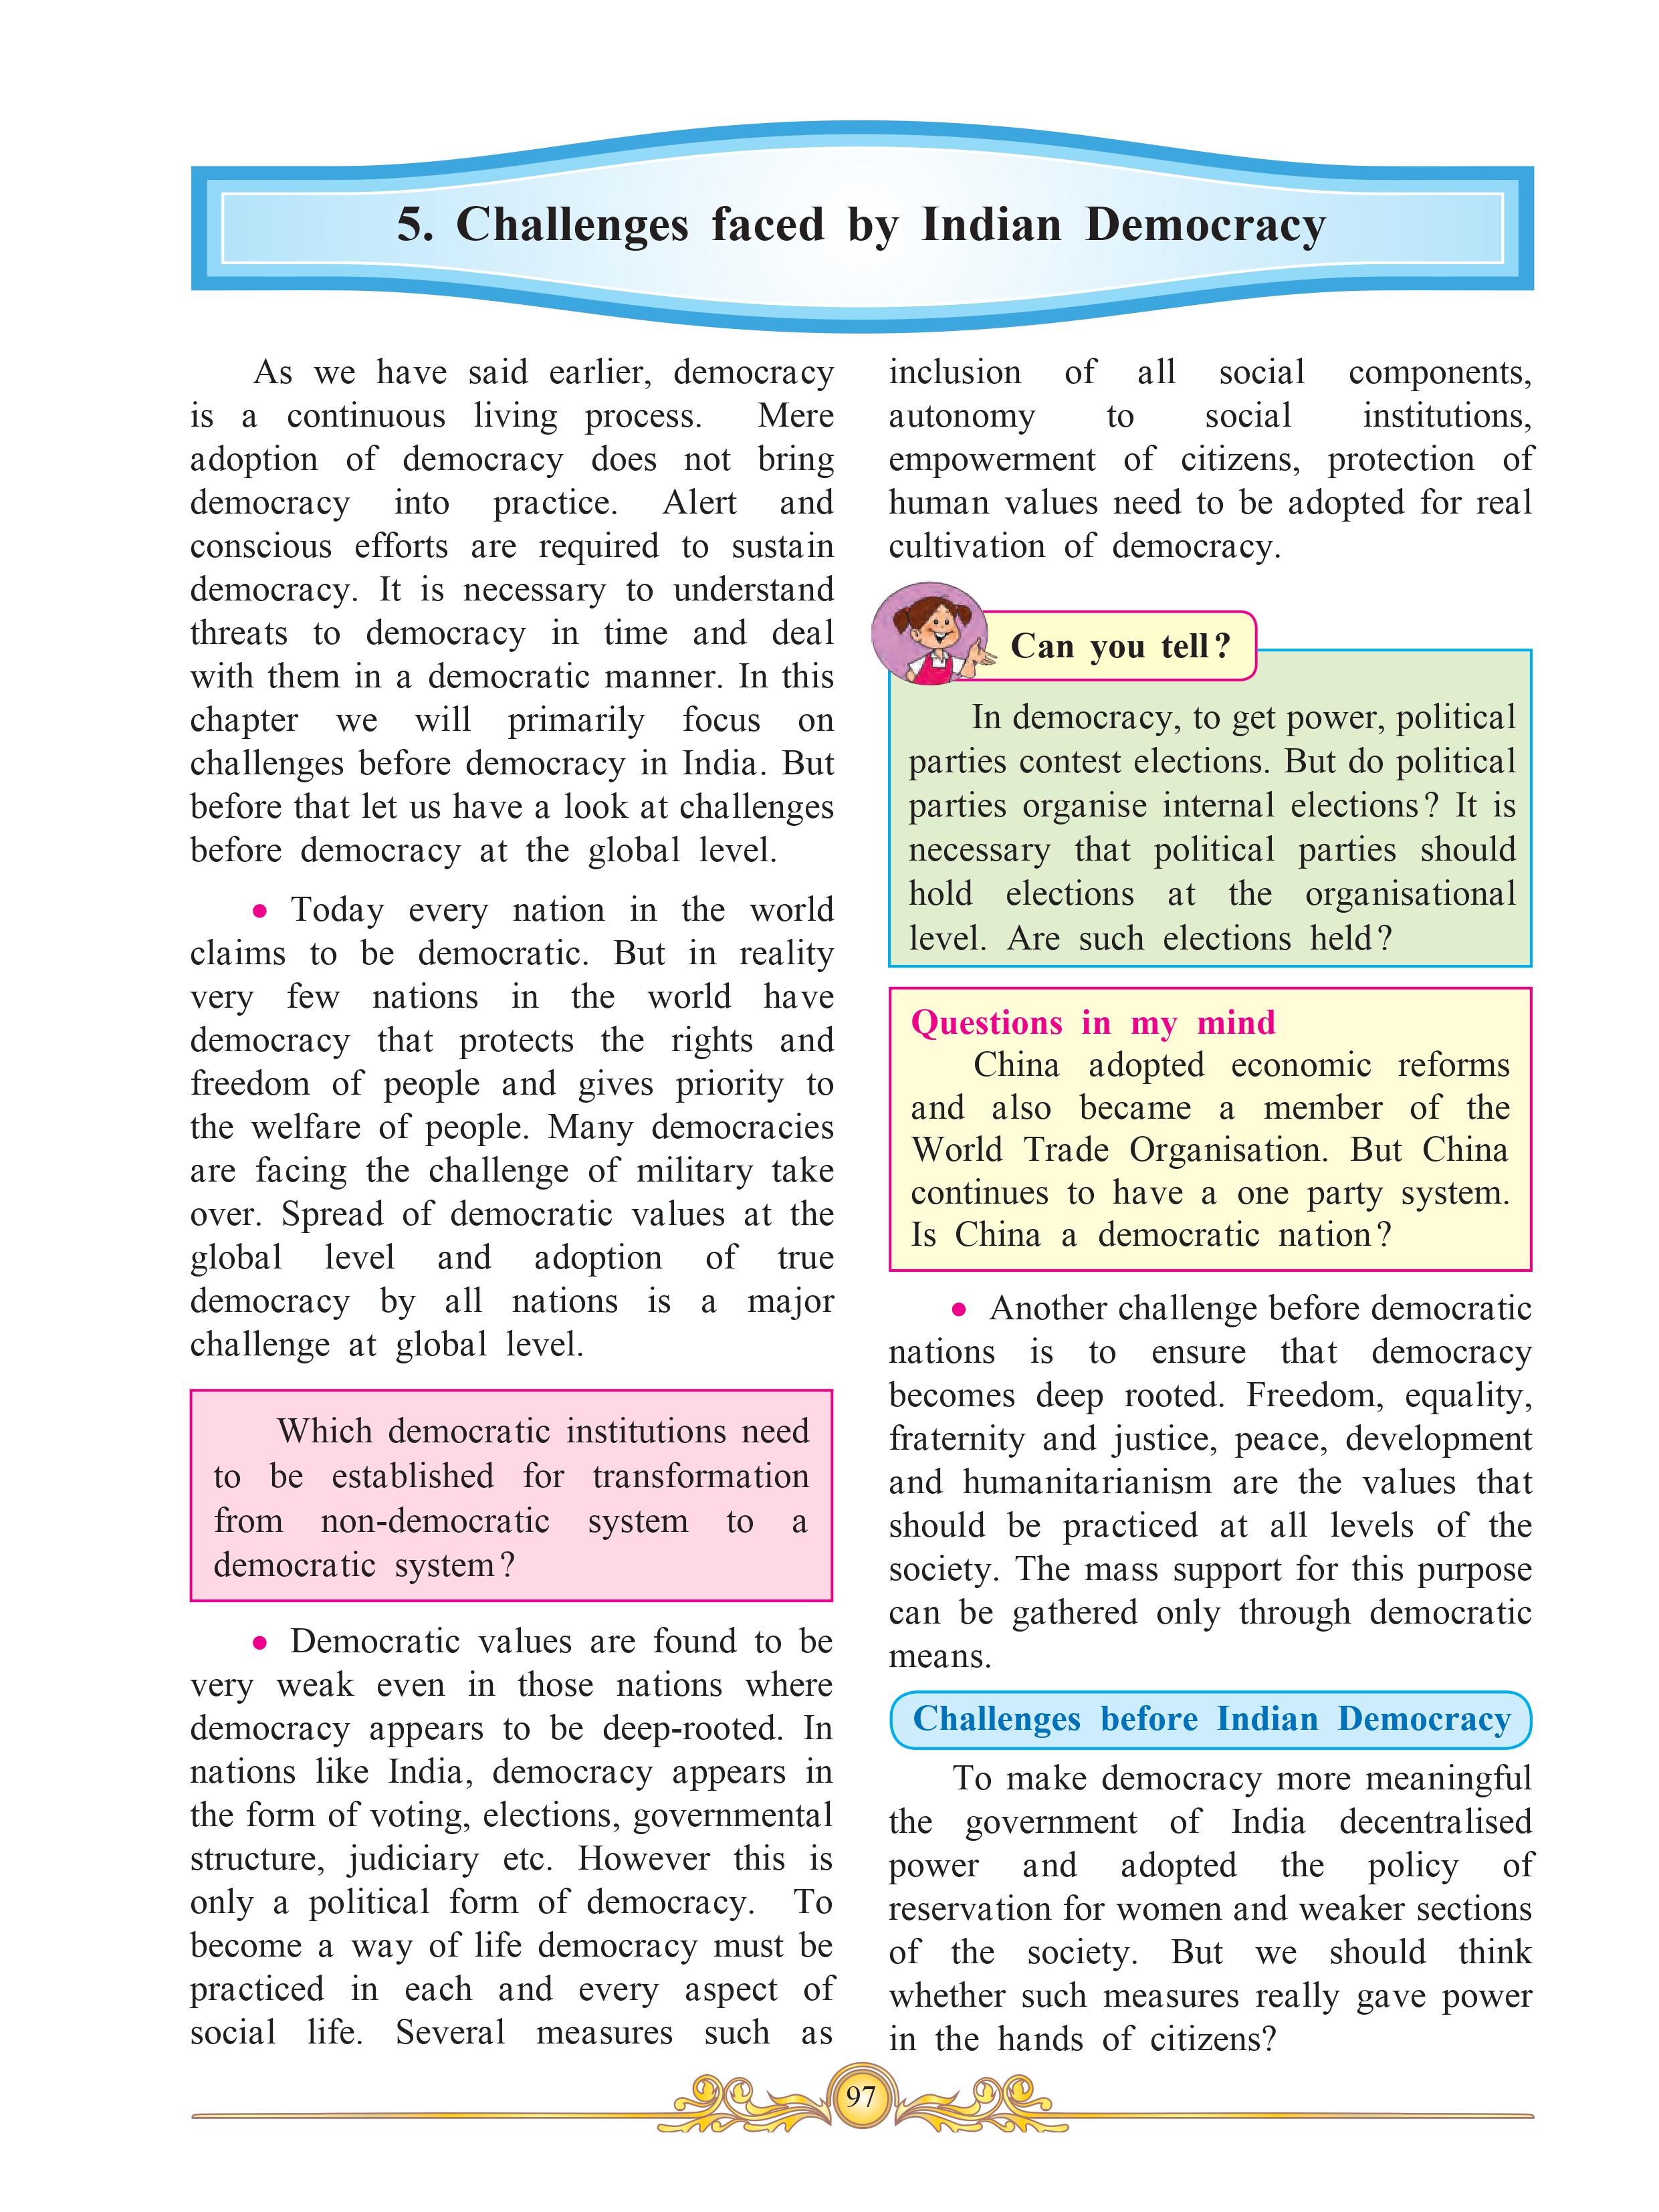 5. Challenges faced by Indian Democracy
As we have said earlier, democracy
is a continuous living process. Mere
adoption of democracy does not bring
democracy into practice. Alert and
conscious efforts are required to sustain
democracy. It is necessary to understand
threats to democracy in time and deal
with them in a democratic manner. In this
chapter we will primarily focus on
challenges before democracy in India. But
before that let us have a look at challenges
before democracy at the global level.
• Today every nation in the world
claims to be democratic. But in reality
very few nations in the world have
democracy that protects the rights and
freedom of people and gives priority to
the welfare of people. Many democracies
are facing the challenge of military take
over. Spread of democratic values at the
global level and adoption of true
democracy by all nations is a major
challenge at global level.
Which democratic institutions need
to be established for transformation
from non-democratic system to a
democratic system?
• Democratic values are found to be
very weak even in those nations where
democracy appears to be deep-rooted. In
nations like India, democracy appears in
the form of voting, elections, governmental
structure, judiciary etc. However this is
only a political form of democracy. To
become a way of life democracy must be
practiced in each and every aspect of
social life. Several measures such as
inclusion of all social components,
autonomy to social institutions,
empowerment of citizens, protection of
human values need to be adopted for real
cultivation of democracy.
Can you tell?
In democracy, to get power, political
parties contest elections. But do political
parties organise internal elections? It is
necessary that political parties should
hold elections at the organisational
level. Are such elections held?
Questions in my mind
China adopted economic reforms
and also became a member of the
World Trade Organisation. But China
continues to have a one party system.
Is China a democratic nation?
• Another challenge before democratic
nations is to ensure that democracy
becomes deep rooted. Freedom, equality,
fraternity and justice, peace, development
and humanitarianism are the values that
should be practiced at all levels of the
society. The mass support for this purpose
can be gathered only through democratic
means.
Challenges before Indian Democracy
To make democracy more meaningful
the government of India decentralised
power and adopted the policy of
reservation for women and weaker sections
of the society. But we should think
whether such measures really gave power
in the hands of citizens?
97